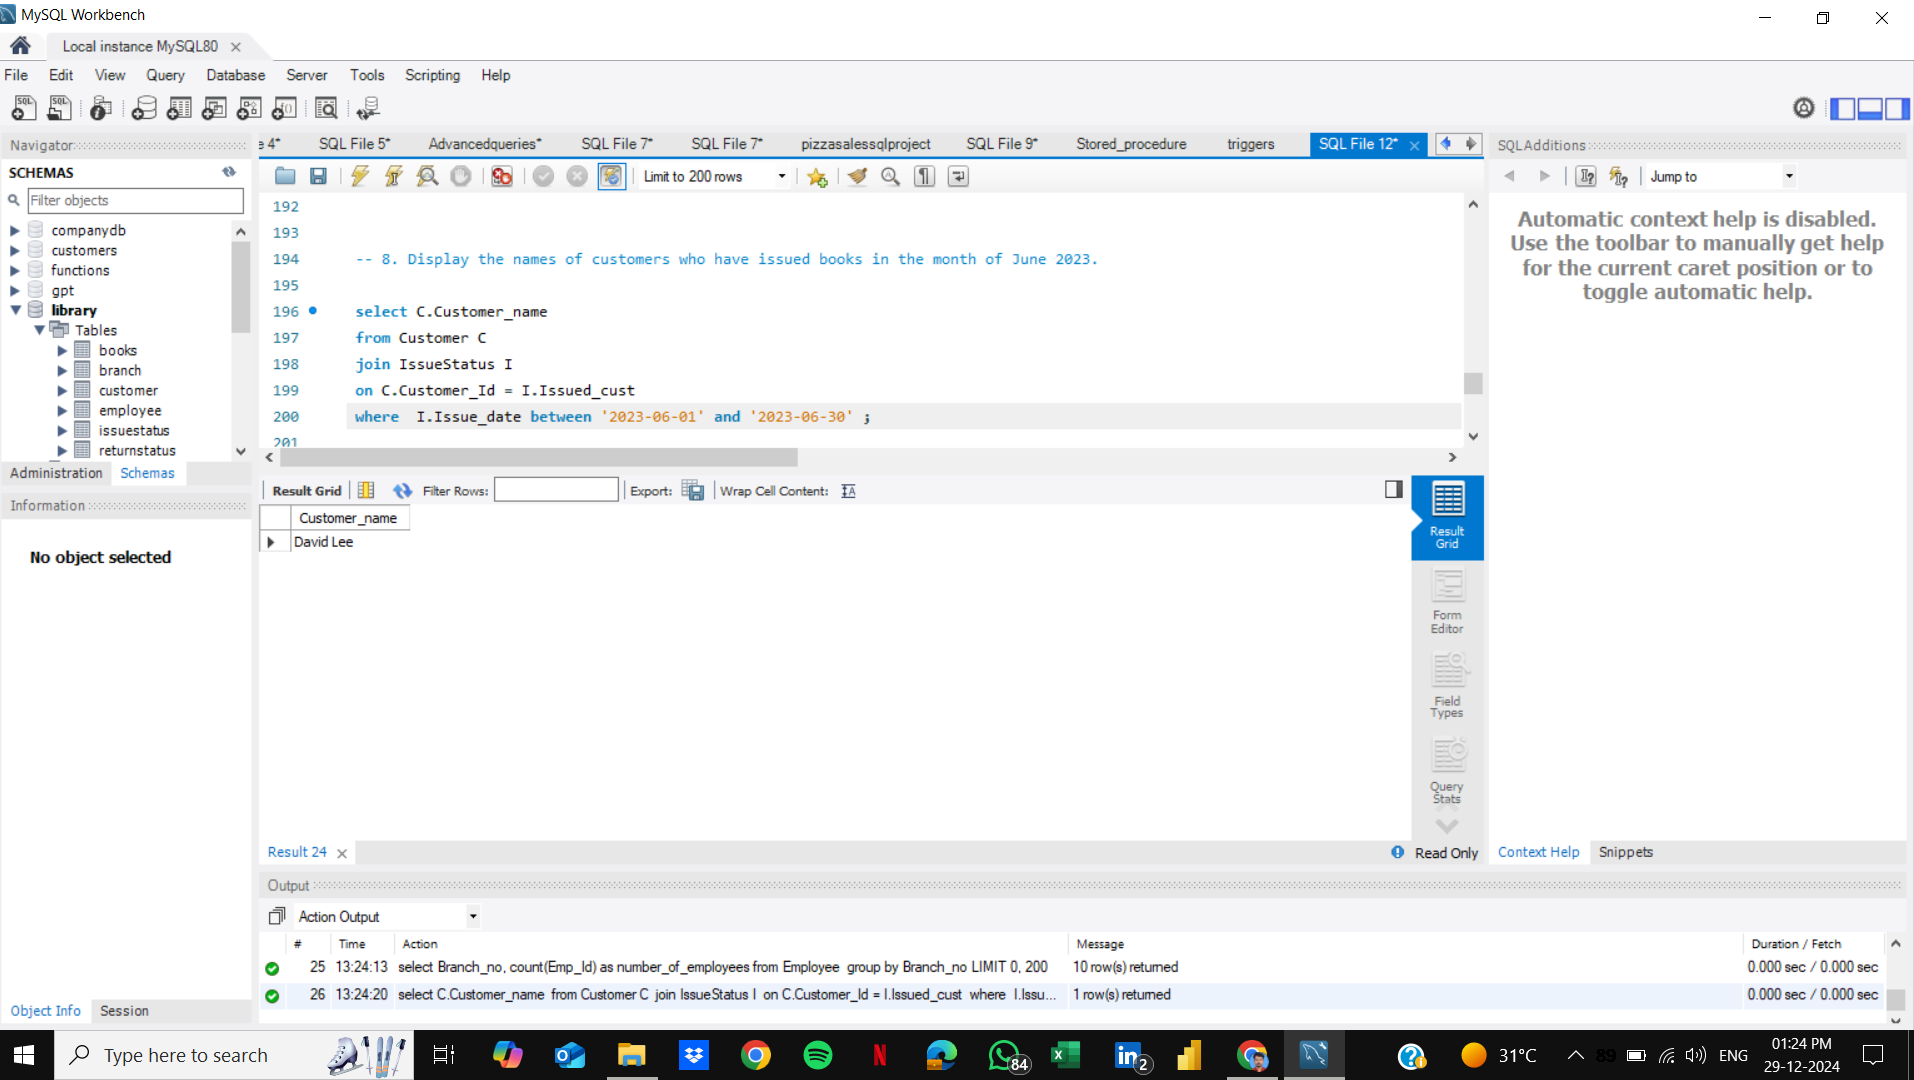 MySQL Workbench
Local instance MySQL80
File Edit View Query Database Server Tools Scripting Help
Navigator
e 4* SQL File 5* Advancedqueries* SQL File 7* SQL File 7* pizzasalessqlproject SQL File 9* Stored_procedure triggers SQL File 12*
SQLAdditions
SCHEMAS
Limit to 200 rows
Jump to
Filter objects
companydb
customers
functions
gpt
library
Tables
books
branch
customer
employee
issuestatus
returnstatus
Administration Schemas
Information
No object selected
192
193
194 -- 8. Display the names of customers who have issued books in the month of June 2023.
195
196 select C.Customer_name
197 from Customer C
198 join IssueStatus I
199 on C.Customer_Id = I.Issued_cust
200 where I.Issue_date between '2023-06-01' and '2023-06-30' ;
201
Automatic context help is disabled.
Use the toolbar to manually get help
for the current caret position or to
toggle automatic help.
Result Grid Filter Rows: Export: Wrap Cell Content:
Customer_name
David Lee
Result
Grid
Form
Editor
Field
Types
Query
Stats
Result 24
Read Only
Context Help Snippets
Output
Action Output
# Time Action Message Duration / Fetch
25 13:24:13 select Branch_no, count(Emp_Id) as number_of_employees from Employee group by Branch_no LIMIT 0, 200 10 row(s) returned 0.000 sec / 0.000 sec
26 13:24:20 select C.Customer_name from Customer C join IssueStatus I on C.Customer_Id = I.Issued_cust where I.Issu... 1 row(s) returned 0.000 sec / 0.000 sec
Object Info Session
Type here to search
84
2
31°C
89
ENG
01:24 PM
29-12-2024